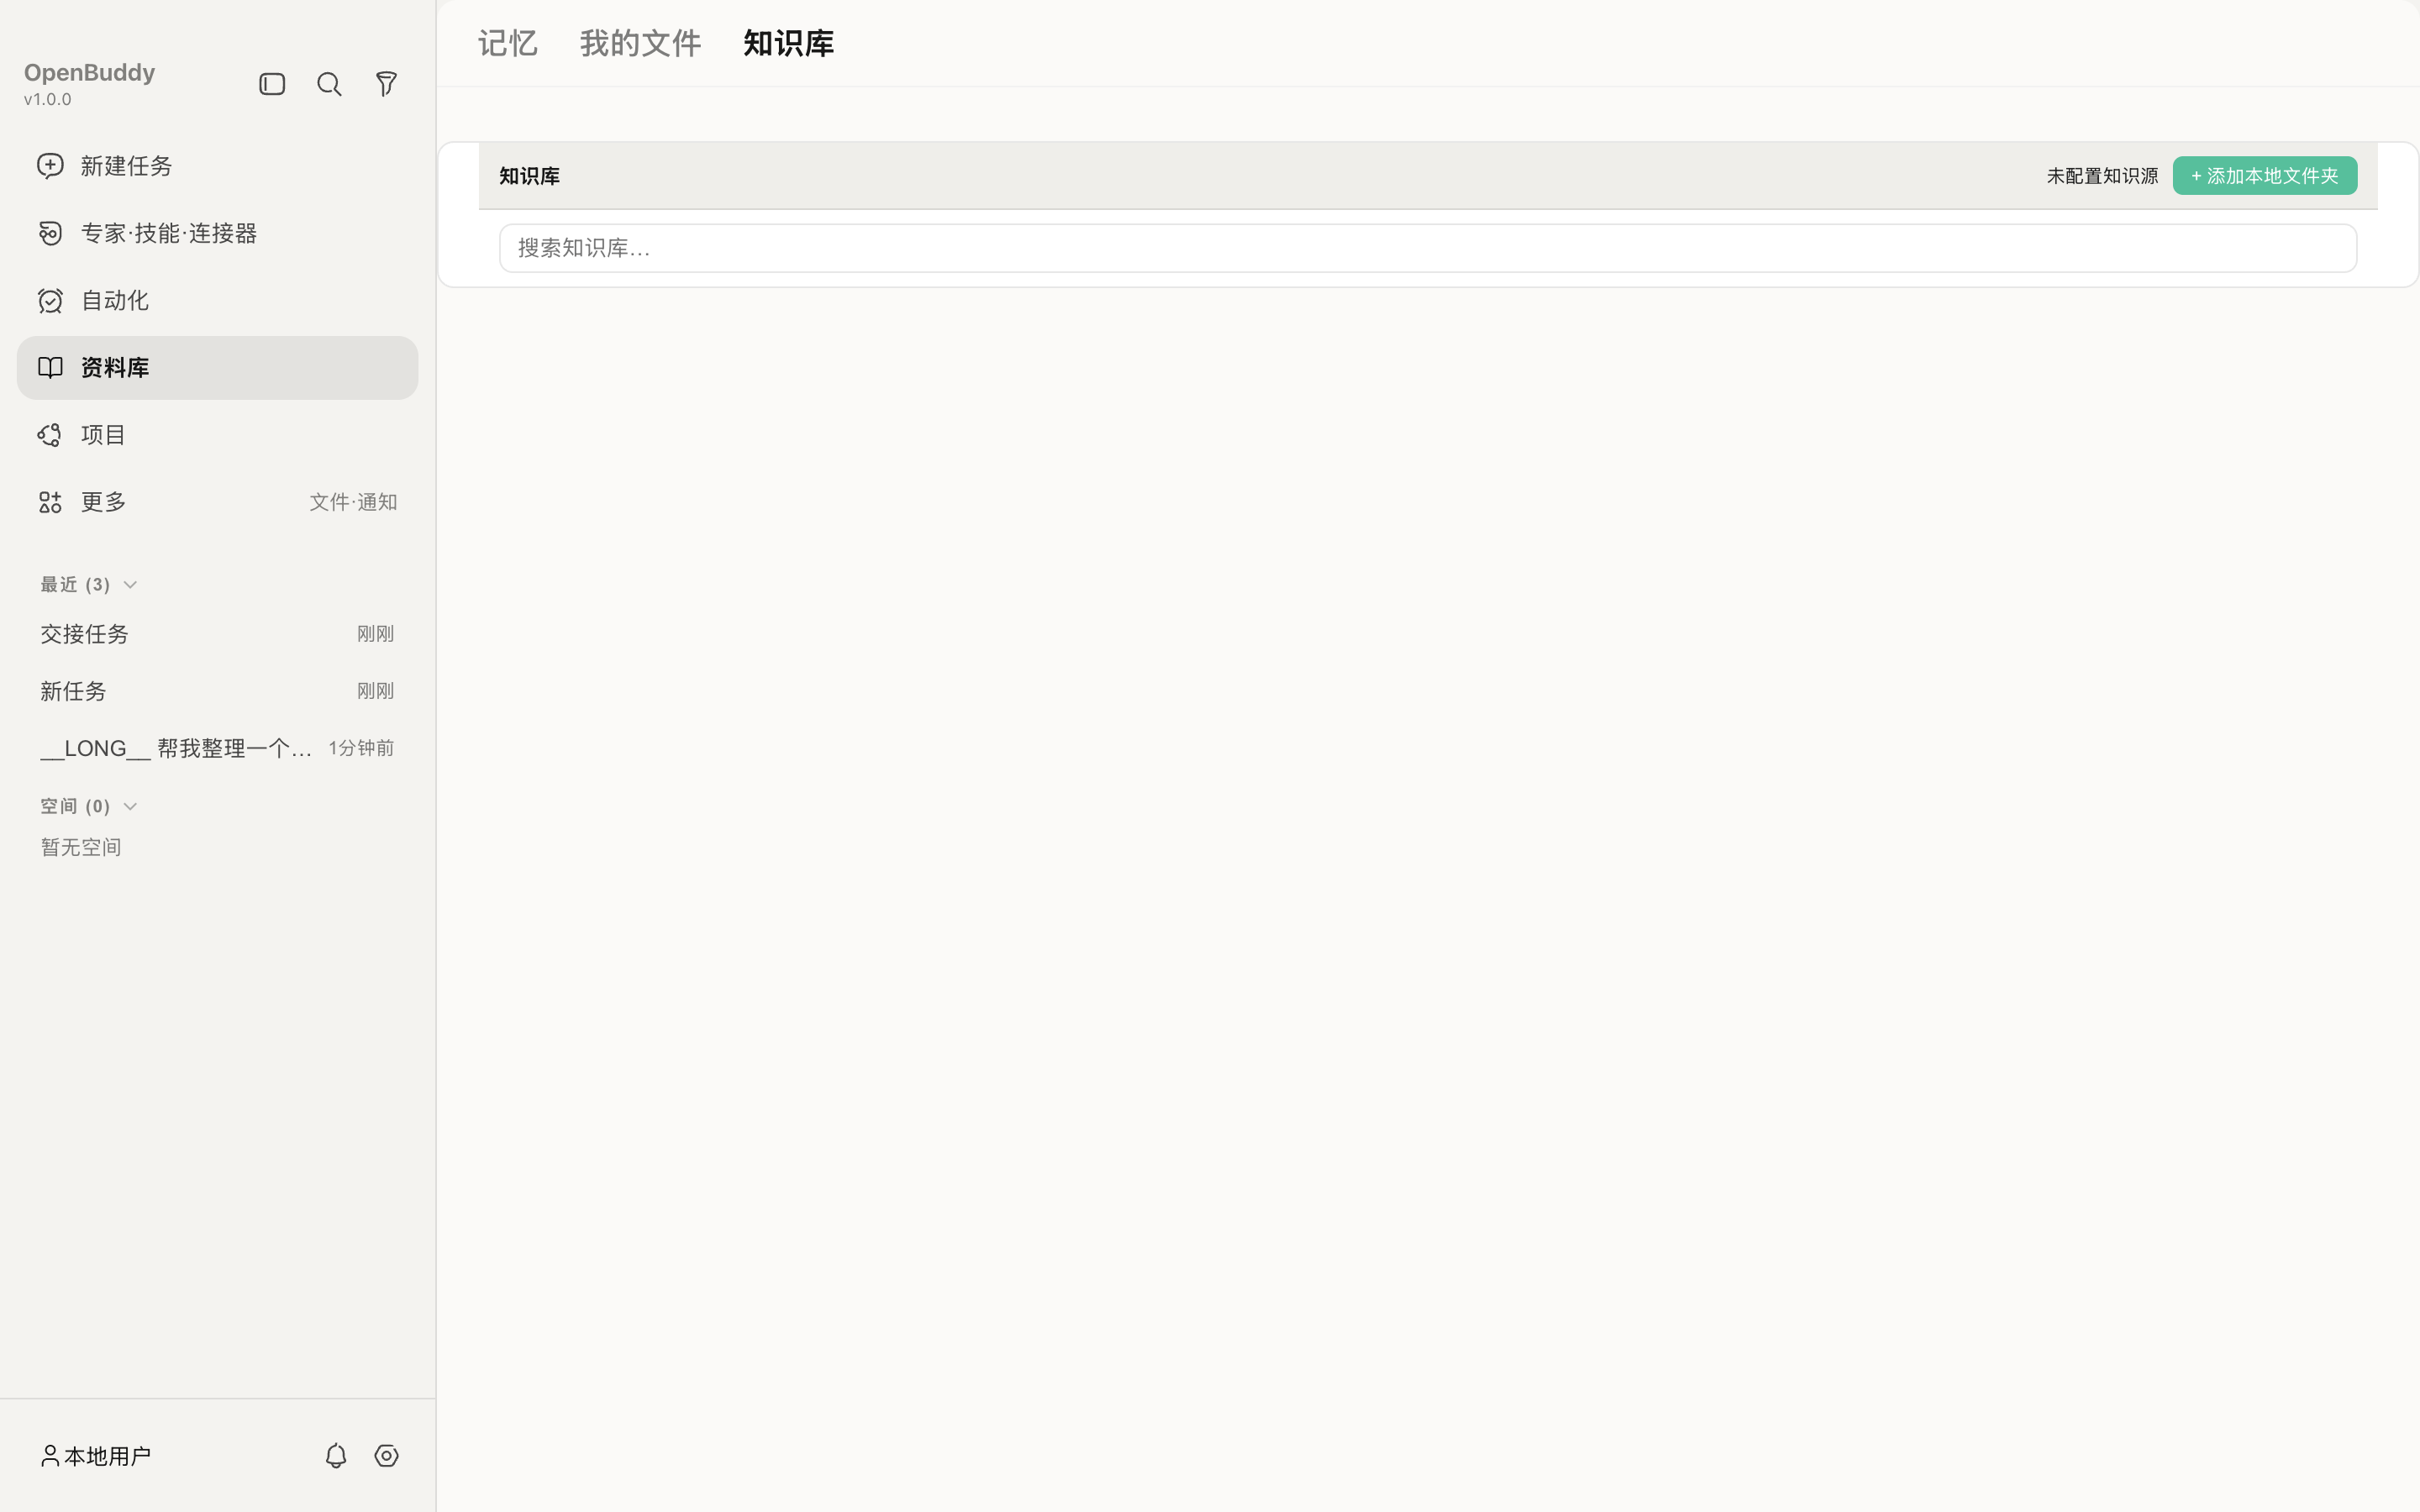 OpenBuddy
v1.0.0
新建任务
专家·技能·连接器
自动化
资料库
项目
更多 文件·通知
最近 (3)
交接任务 刚刚
新任务 刚刚
__LONG__ 帮我整理一个... 1分钟前
空间 (0)
暂无空间
本地用户
记忆 我的文件 知识库
知识库 未配置知识源 + 添加本地文件夹
搜索知识库...